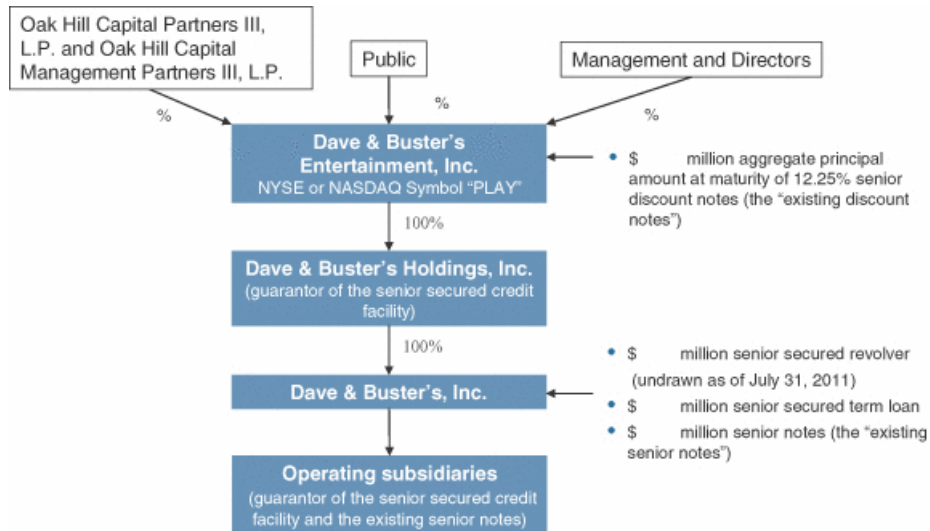 Oak Hill Capital Partners III,
L.P. and Oak Hill Capital
Management Partners III, L.P.
Public
Management and Directors
%
%
%
Dave & Buster’s
Entertainment, Inc.
NYSE or NASDAQ Symbol “PLAY”
• $ million aggregate principal
amount at maturity of 12.25% senior
discount notes (the “existing discount
notes”)
100%
Dave & Buster’s Holdings, Inc.
(guarantor of the senior secured credit
facility)
100%
• $ million senior secured revolver
(undrawn as of July 31, 2011)
• $ million senior secured term loan
• $ million senior notes (the “existing
senior notes”)
Dave & Buster’s, Inc.
Operating subsidiaries
(guarantor of the senior secured credit
facility and the existing senior notes)